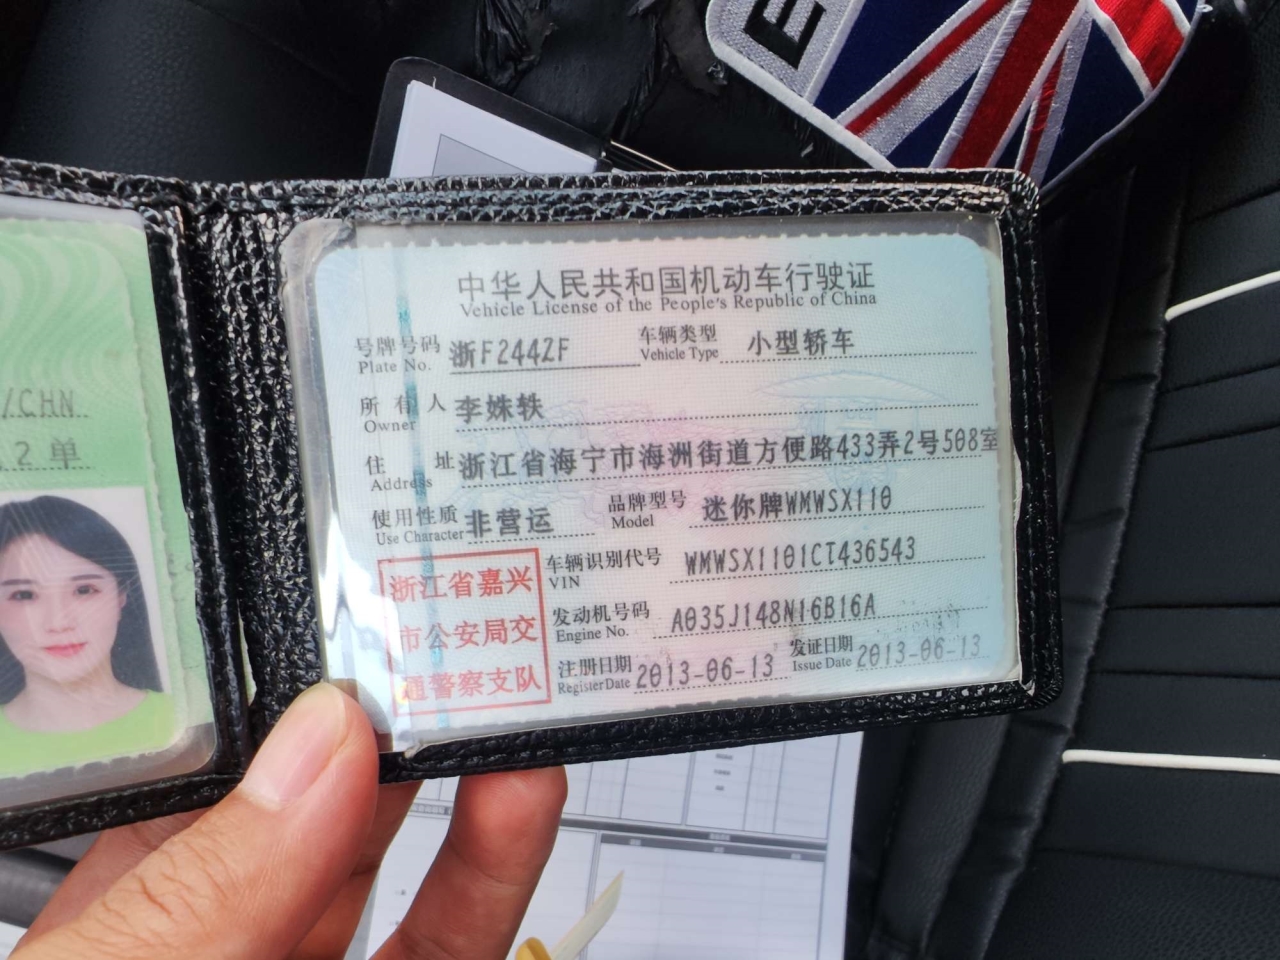 E
/CHN
2单
中华人民共和国机动车行驶证
Vehicle License of the People's Republic of China
号牌号码 浙F244ZF 车辆类型 小型轿车
Plate No. Vehicle Type
所有人 李姝轶
Owner
住址 浙江省海宁市海洲街道方便路433弄2号508室
Address
使用性质 非营运 品牌型号 迷你牌WMWSX110
Use Character Model
浙江省嘉兴
市公安局交
通警察支队
车辆识别代号 WMWSX1101CT436543
VIN
发动机号码 A035J148N16B16A
Engine No.
注册日期 2013-06-13 发证日期 2013-06-13
Register Date Issue Date